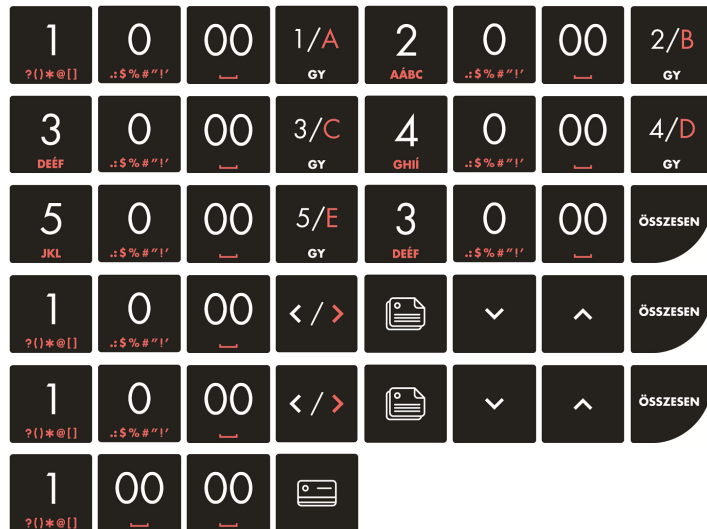 1 0 00 1/A 2 0 00 2/B
?()*@[] .:$%#"!' GY AÁBC .:$%#"!' GY
3 0 00 3/C 4 0 00 4/D
DEÉF .:$%#"!' GY GHIÍ .:$%#"!' GY
5 0 00 5/E 3 0 00 ÖSSZESEN
JKL .:$%#"!' GY DEÉF .:$%#"!'
1 0 00 < / > ÖSSZESEN
?()*@[] .:$%#"!'
1 0 00 < / > ÖSSZESEN
?()*@[] .:$%#"!'
1 00 00
?()*@[]